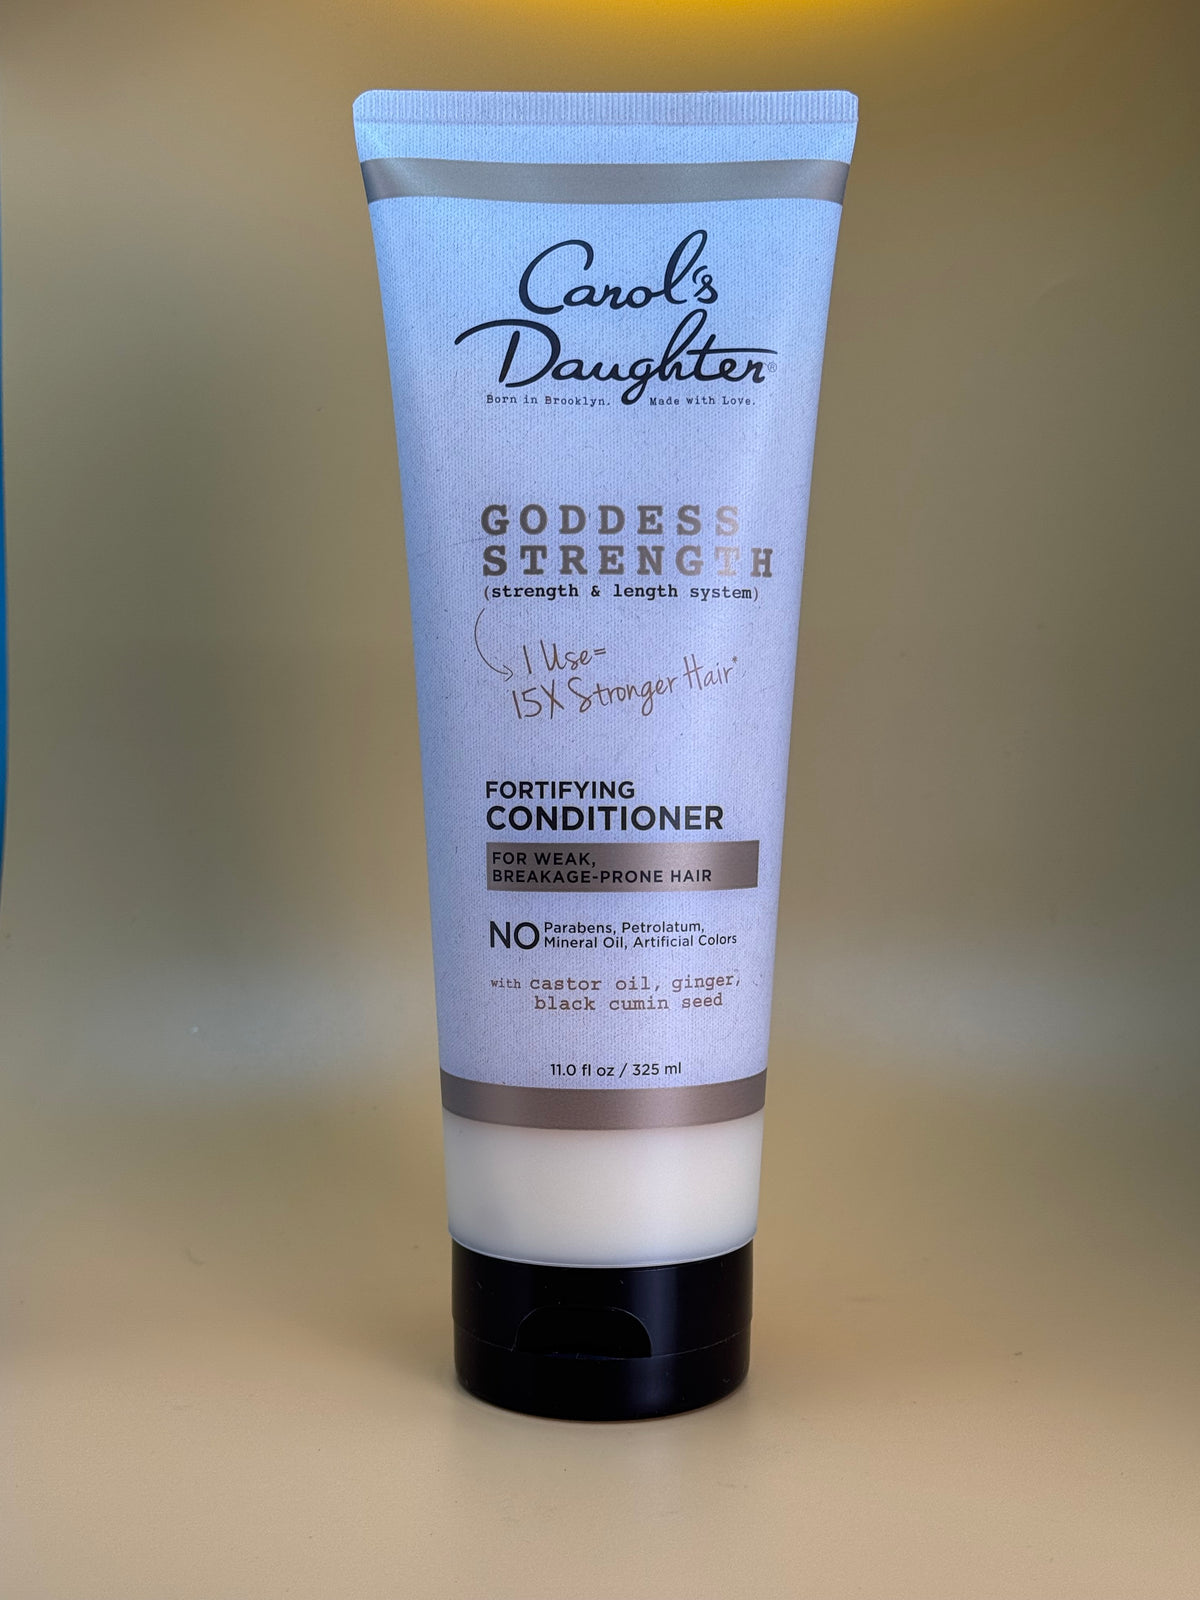 Carol's
Daughter®
Born in Brooklyn. Made with Love.
GODDESS
STRENGTH
(strength & length system)
1 Use=
15X Stronger Hair*
FORTIFYING
CONDITIONER
FOR WEAK,
BREAKAGE-PRONE HAIR
NO Parabens, Petrolatum,
Mineral Oil, Artificial Colors
with castor oil, ginger,
black cumin seed
11.0 fl oz / 325 ml